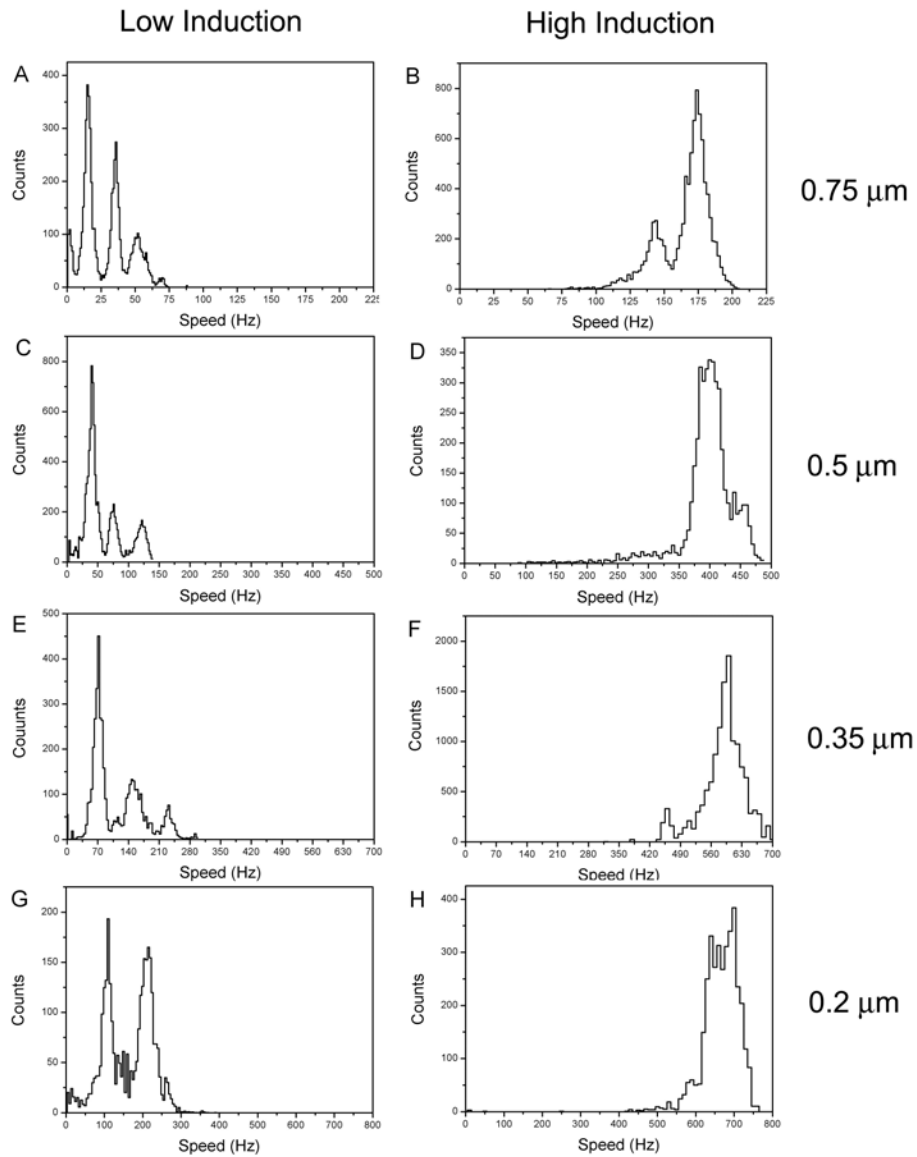 Low Induction
High Induction
A
400
300
200
100
0
Counts
0 25 50 75 100 125 150 175 200 225
Speed (Hz)
B
800
600
400
200
0
Counts
0 25 50 75 100 125 150 175 200 225
Speed (Hz)
0.75 μm
C
800
600
400
200
0
Counts
0 50 100 150 200 250 300 350 400 450 500
Speed (Hz)
D
350
300
250
200
150
100
50
0
Counts
0 50 100 150 200 250 300 350 400 450 500
Speed (Hz)
0.5 μm
E
500
400
300
200
100
0
Couunts
0 70 140 210 280 350 420 490 560 630 700
Speed (Hz)
F
2000
1750
1500
1250
1000
750
500
250
0
Counts
0 70 140 210 280 350 420 490 560 630 700
Speed (Hz)
0.35 μm
G
200
150
100
50
0
Counts
0 100 200 300 400 500 600 700 800
Speed (Hz)
H
400
300
200
100
0
Counts
0 100 200 300 400 500 600 700 800
Speed (Hz)
0.2 μm